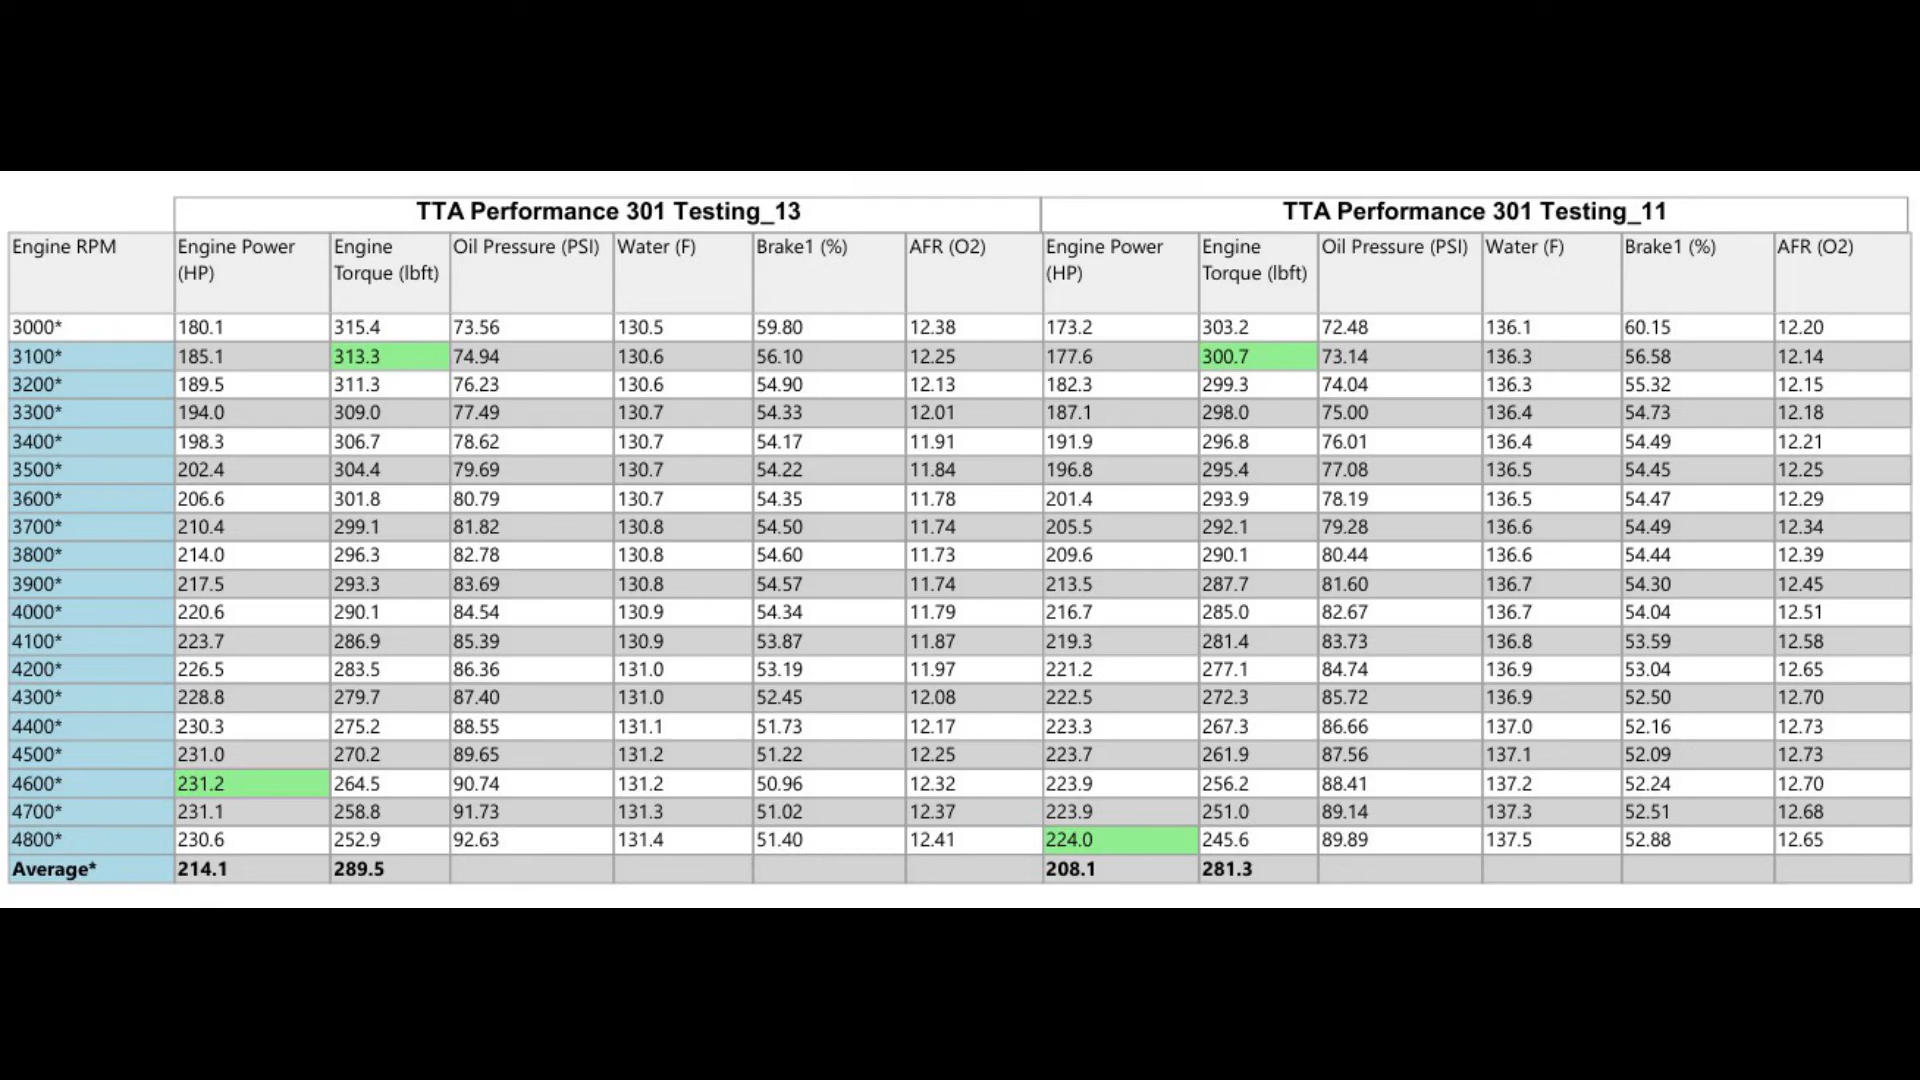 TTA Performance 301 Testing_13 TTA Performance 301 Testing_11
Engine RPM Engine Power (HP) Engine Torque (lbft) Oil Pressure (PSI) Water (F) Brake1 (%) AFR (O2) Engine Power (HP) Engine Torque (lbft) Oil Pressure (PSI) Water (F) Brake1 (%) AFR (O2)
3000* 180.1 315.4 73.56 130.5 59.80 12.38 173.2 303.2 72.48 136.1 60.15 12.20
3100* 185.1 313.3 74.94 130.6 56.10 12.25 177.6 300.7 73.14 136.3 56.58 12.14
3200* 189.5 311.3 76.23 130.6 54.90 12.13 182.3 299.3 74.04 136.3 55.32 12.15
3300* 194.0 309.0 77.49 130.7 54.33 12.01 187.1 298.0 75.00 136.4 54.73 12.18
3400* 198.3 306.7 78.62 130.7 54.17 11.91 191.9 296.8 76.01 136.4 54.49 12.21
3500* 202.4 304.4 79.69 130.7 54.22 11.84 196.8 295.4 77.08 136.5 54.45 12.25
3600* 206.6 301.8 80.79 130.7 54.35 11.78 201.4 293.9 78.19 136.5 54.47 12.29
3700* 210.4 299.1 81.82 130.8 54.50 11.74 205.5 292.1 79.28 136.6 54.49 12.34
3800* 214.0 296.3 82.78 130.8 54.60 11.73 209.6 290.1 80.44 136.6 54.44 12.39
3900* 217.5 293.3 83.69 130.8 54.57 11.74 213.5 287.7 81.60 136.7 54.30 12.45
4000* 220.6 290.1 84.54 130.9 54.34 11.79 216.7 285.0 82.67 136.7 54.04 12.51
4100* 223.7 286.9 85.39 130.9 53.87 11.87 219.3 281.4 83.73 136.8 53.59 12.58
4200* 226.5 283.5 86.36 131.0 53.19 11.97 221.2 277.1 84.74 136.9 53.04 12.65
4300* 228.8 279.7 87.40 131.0 52.45 12.08 222.5 272.3 85.72 136.9 52.50 12.70
4400* 230.3 275.2 88.55 131.1 51.73 12.17 223.3 267.3 86.66 137.0 52.16 12.73
4500* 231.0 270.2 89.65 131.2 51.22 12.25 223.7 261.9 87.56 137.1 52.09 12.73
4600* 231.2 264.5 90.74 131.2 50.96 12.32 223.9 256.2 88.41 137.2 52.24 12.70
4700* 231.1 258.8 91.73 131.3 51.02 12.37 223.9 251.0 89.14 137.3 52.51 12.68
4800* 230.6 252.9 92.63 131.4 51.40 12.41 224.0 245.6 89.89 137.5 52.88 12.65
Average* 214.1 289.5 208.1 281.3